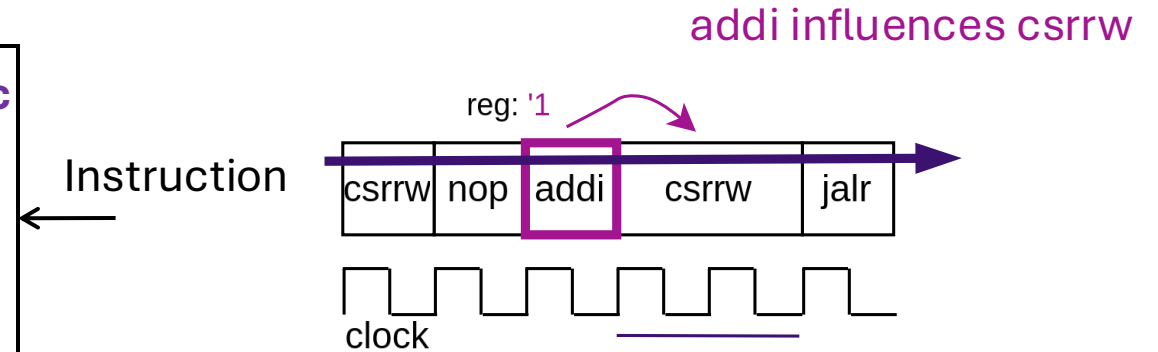 addi influences csrrw
c
reg: '1
Instruction
csrrw nop addi csrrw jalr
clock